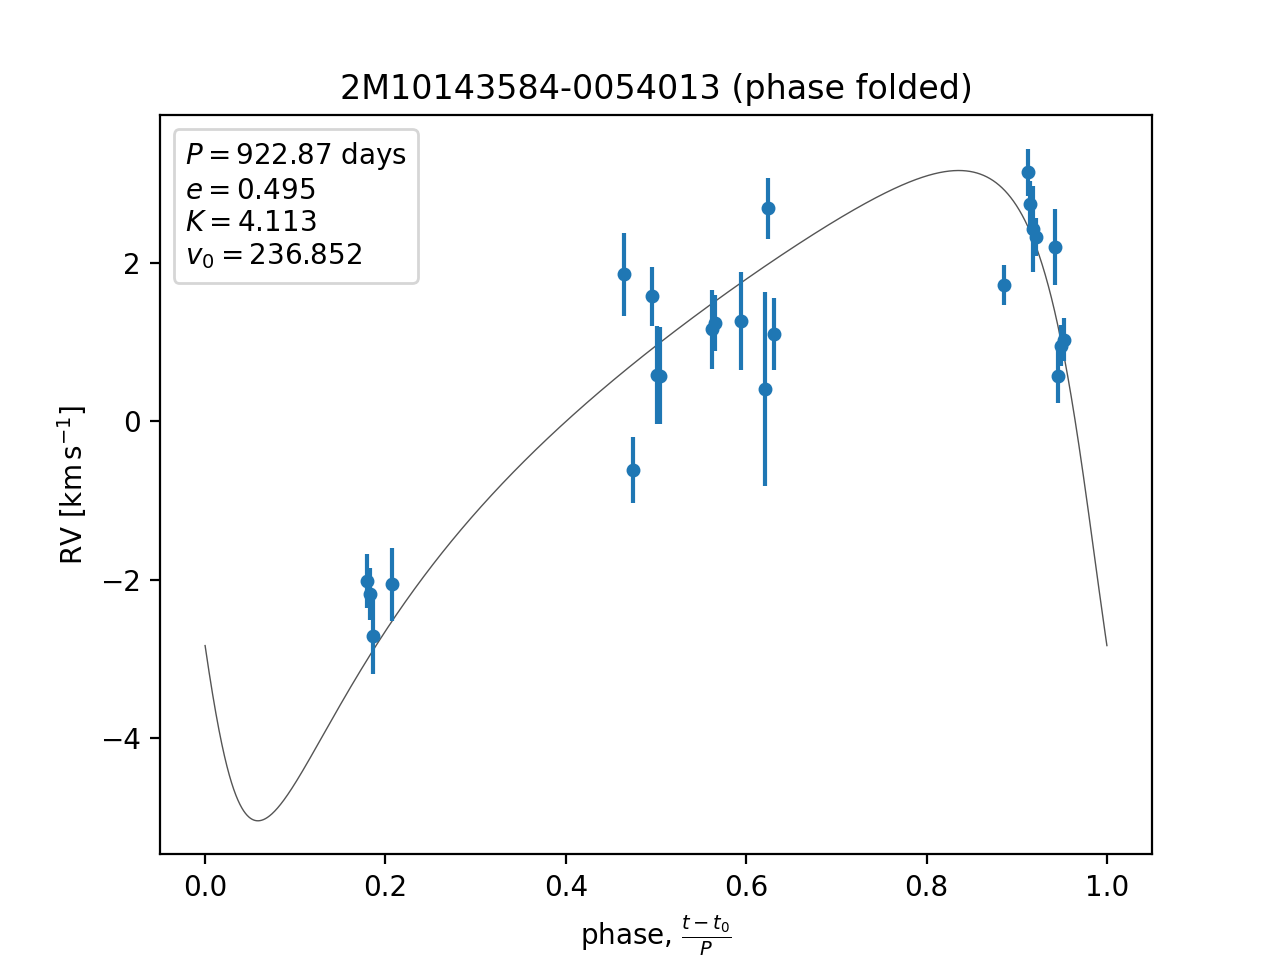 2M10143584-0054013 (phase folded)
P = 922.87 days
e = 0.495
K = 4.113
v₀ = 236.852
RV [km s⁻¹]
2
0
−2
−4
0.0 0.2 0.4 0.6 0.8 1.0
phase, (t − t₀)/P